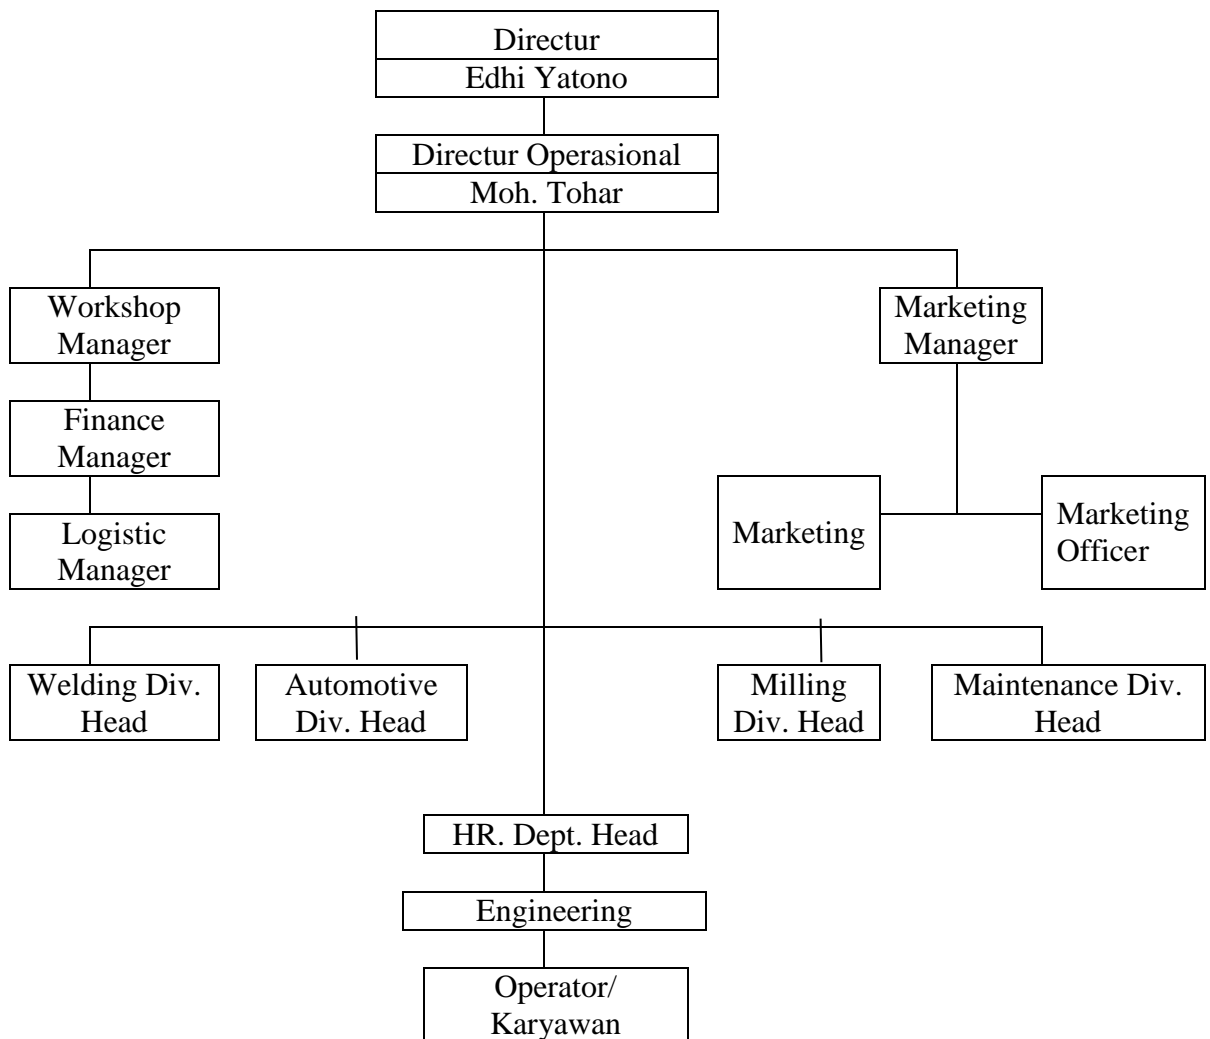 Directur
Edhi Yatono
Directur Operasional
Moh. Tohar
Workshop
Manager
Marketing
Manager
Finance
Manager
Logistic
Manager
Marketing
Marketing
Officer
Welding Div.
Head
Automotive
Div. Head
Milling
Div. Head
Maintenance Div.
Head
HR. Dept. Head
Engineering
Operator/
Karyawan